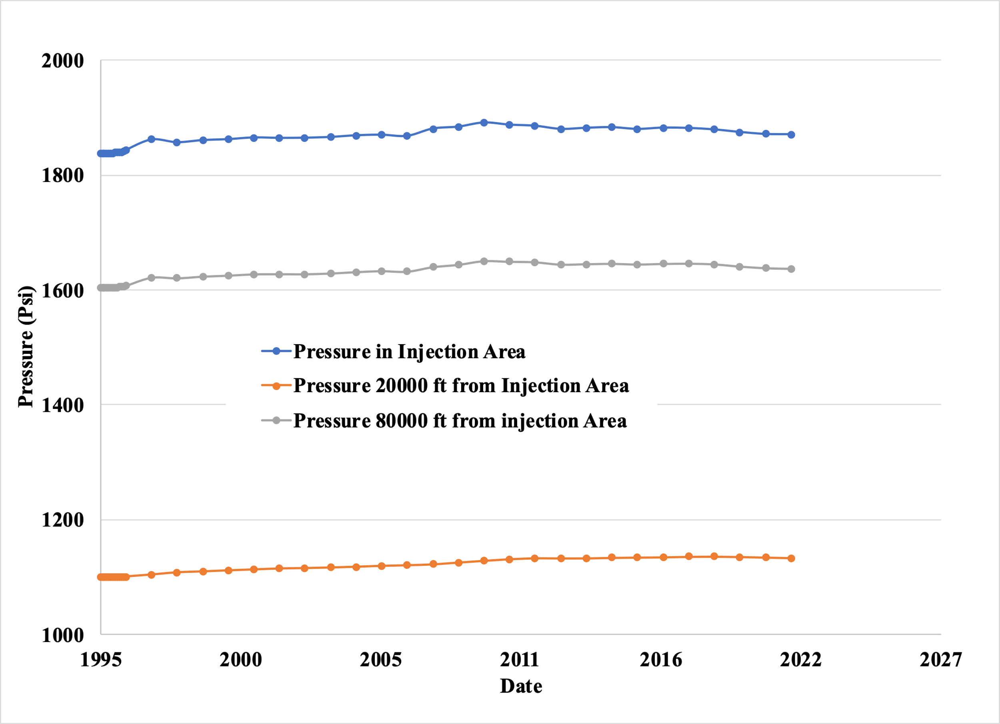 2000
1800
1600
1400
1200
1000
Pressure (Psi)
Pressure in Injection Area
Pressure 20000 ft from Injection Area
Pressure 80000 ft from injection Area
1995 2000 2005 2011 2016 2022 2027
Date